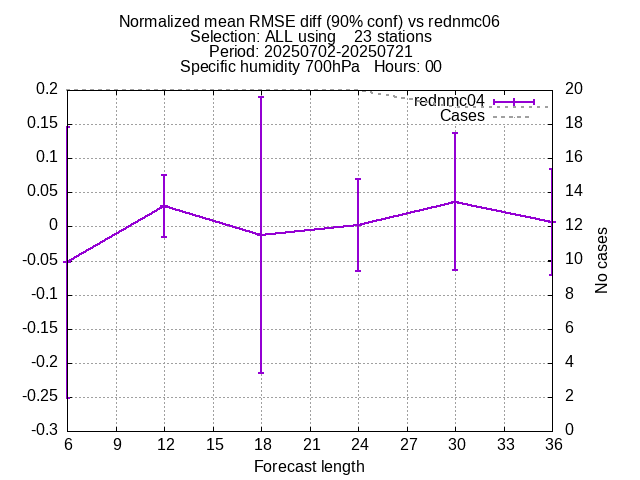 Normalized mean RMSE diff (90% conf) vs rednmc06
Selection: ALL using    23 stations
Period: 20250702-20250721
Specific humidity 700hPa   Hours: 00
rednmc04
Cases
0.2
0.15
0.1
0.05
0
-0.05
-0.1
-0.15
-0.2
-0.25
-0.3
20
18
16
14
12
10
8
6
4
2
0
No cases
6 9 12 15 18 21 24 27 30 33 36
Forecast length